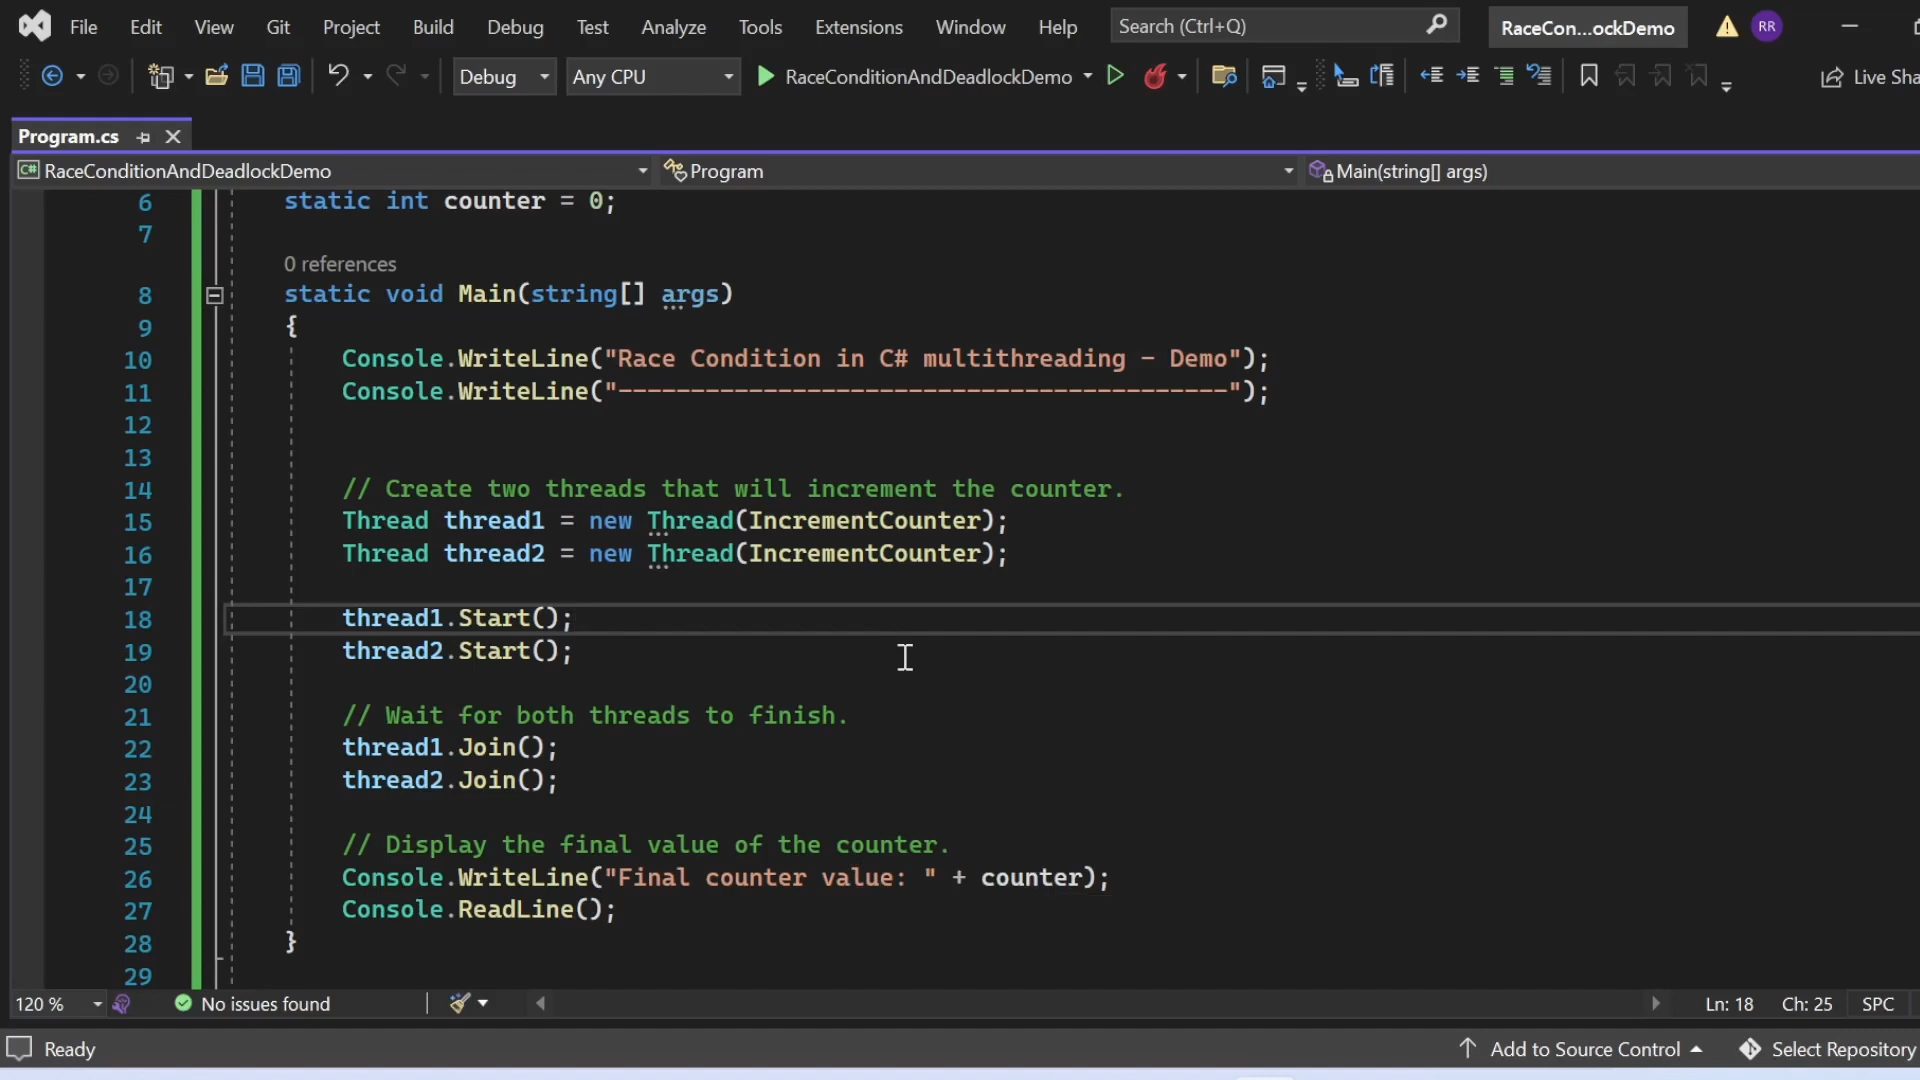 File Edit View Git Project Build Debug Test Analyze Tools Extensions Window Help Search (Ctrl+Q) RaceCon...ockDemo RR
Debug Any CPU RaceConditionAndDeadlockDemo Live Sha
Program.cs
C# RaceConditionAndDeadlockDemo Program Main(string[] args)
6 static int counter = 0;
7
0 references
8 static void Main(string[] args)
9 {
10 Console.WriteLine("Race Condition in C# multithreading - Demo");
11 Console.WriteLine("------------------------------------------");
12
13
14 // Create two threads that will increment the counter.
15 Thread thread1 = new Thread(IncrementCounter);
16 Thread thread2 = new Thread(IncrementCounter);
17
18 thread1.Start();
19 thread2.Start();
20
21 // Wait for both threads to finish.
22 thread1.Join();
23 thread2.Join();
24
25 // Display the final value of the counter.
26 Console.WriteLine("Final counter value: " + counter);
27 Console.ReadLine();
28 }
29
120 % No issues found Ln: 18 Ch: 25 SPC
Ready Add to Source Control Select Repository